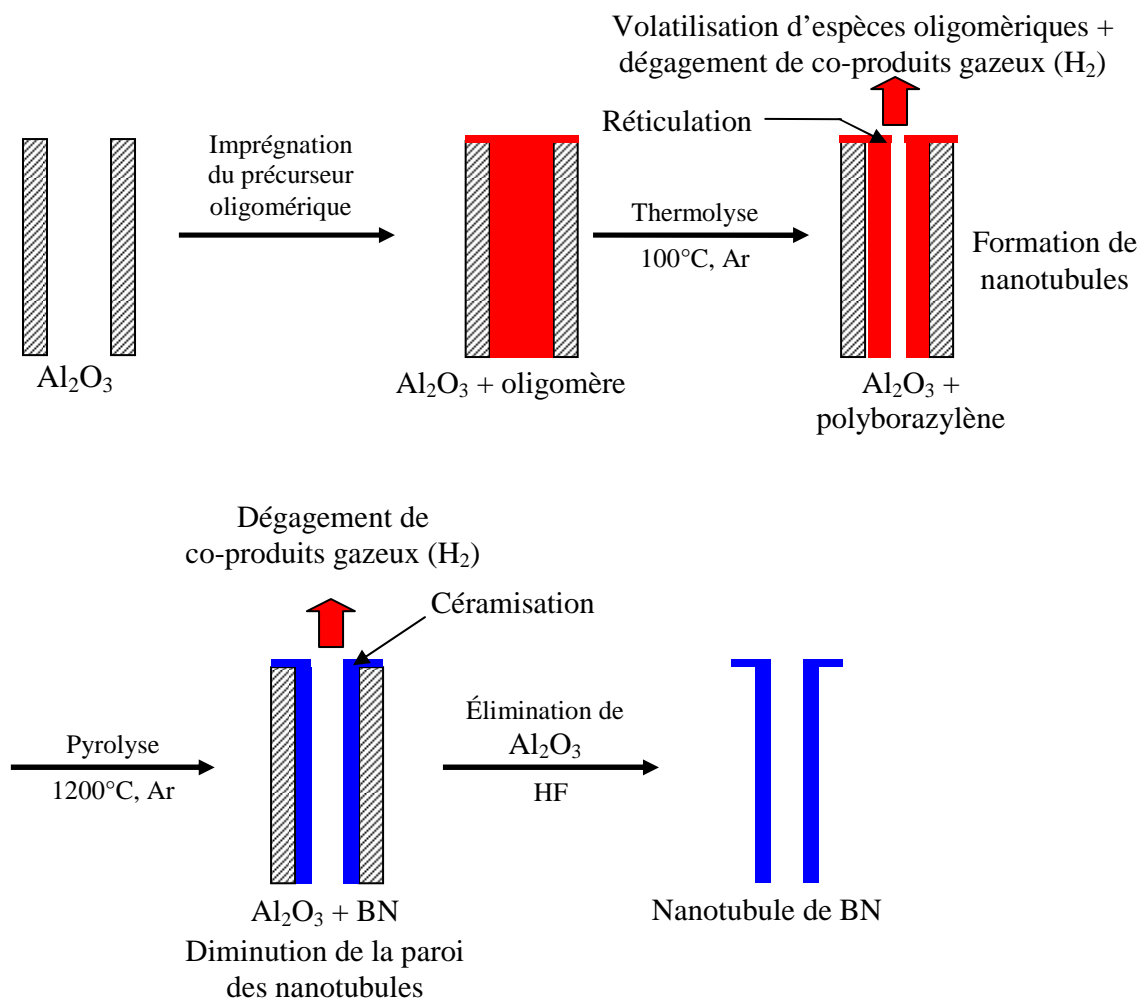 Volatilisation d'espèces oligomèriques +
dégagement de co-produits gazeux (H₂)
Réticulation
Imprégnation
du précurseur
oligomérique
Thermolyse
100°C, Ar
Formation de
nanotubules
Al₂O₃
Al₂O₃ + oligomère
Al₂O₃ +
polyborazylène
Dégagement de
co-produits gazeux (H₂)
Céramisation
Pyrolyse
1200°C, Ar
Élimination de
Al₂O₃
HF
Al₂O₃ + BN
Diminution de la paroi
des nanotubules
Nanotubule de BN